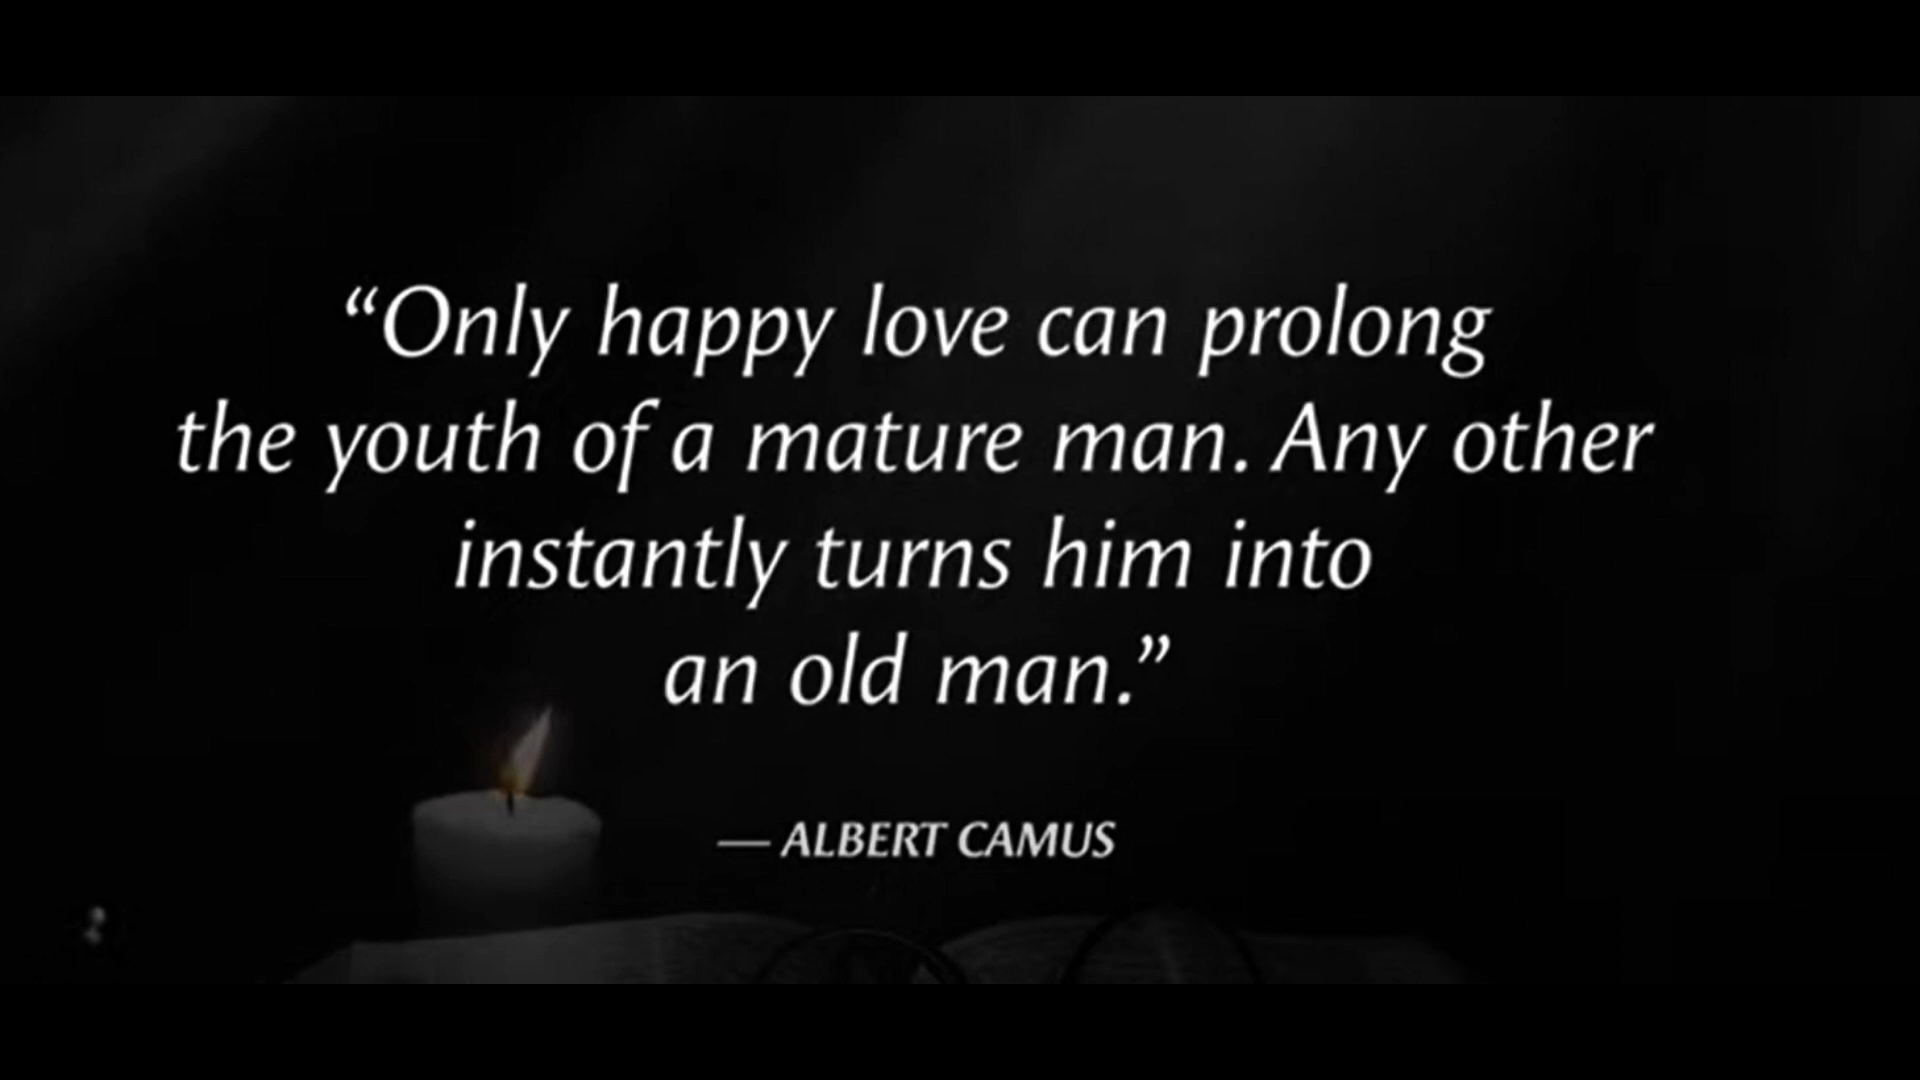 “Only happy love can prolong
the youth of a mature man. Any other
instantly turns him into
an old man.”
— ALBERT CAMUS